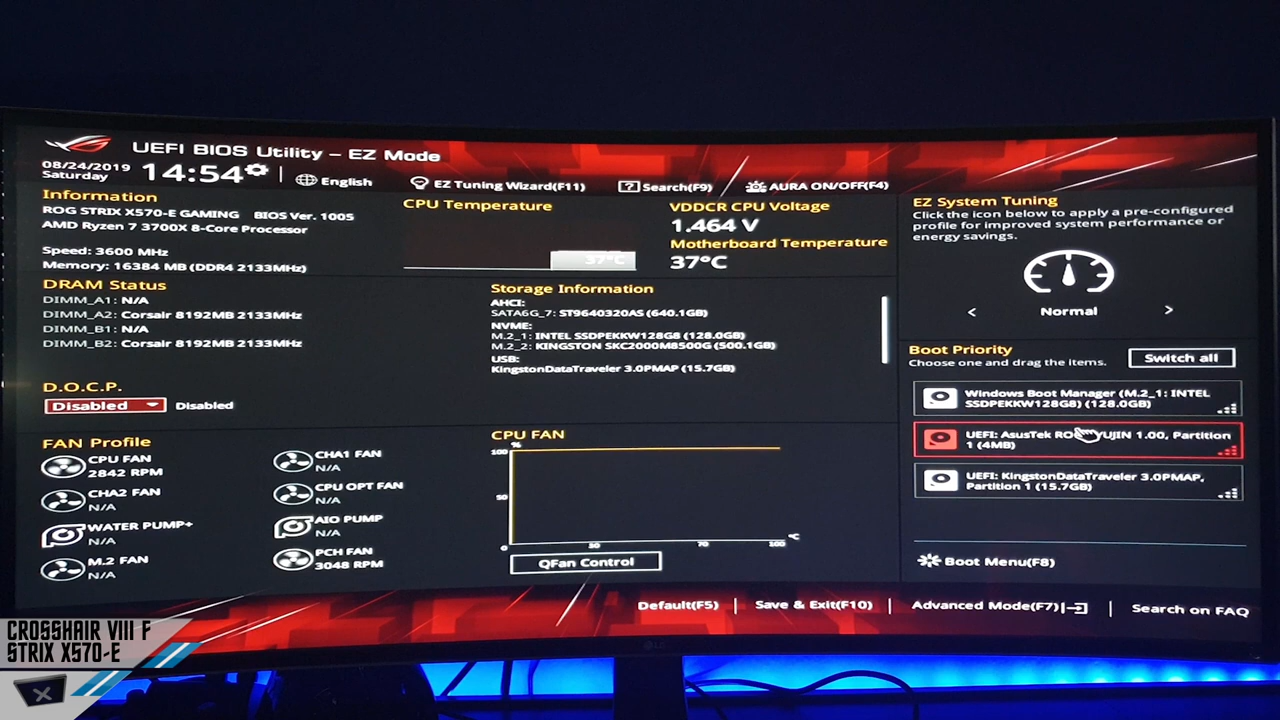 UEFI BIOS Utility – EZ Mode
08/24/2019
Saturday
14:54
English
EZ Tuning Wizard(F11)
Search(F9)
AURA ON/OFF(F4)
Information
ROG STRIX X570-E GAMING BIOS Ver. 1005
AMD Ryzen 7 3700X 8-Core Processor
Speed: 3600 MHz
Memory: 16384 MB (DDR4 2133MHz)
CPU Temperature
37°C
VDDCR CPU Voltage
1.464 V
Motherboard Temperature
37°C
EZ System Tuning
Click the icon below to apply a pre-configured
profile for improved system performance or
energy savings.
< Normal >
DRAM Status
DIMM_A1: N/A
DIMM_A2: Corsair 8192MB 2133MHz
DIMM_B1: N/A
DIMM_B2: Corsair 8192MB 2133MHz
Storage Information
AHCI:
SATA6G_7: ST9640320AS (640.1GB)
NVME:
M.2_1: INTEL SSDPEKKW128G8 (128.0GB)
M.2_2: KINGSTON SKC2000M8500G (500.1GB)
USB:
KingstonDataTraveler 3.0PMAP (15.7GB)
D.O.C.P.
Disabled Disabled
Boot Priority
Choose one and drag the items.
Switch all
Windows Boot Manager (M.2_1: INTEL
SSDPEKKW128G8) (128.0GB)
UEFI: AsusTek YUJIN 1.00, Partition
1 (4MB)
UEFI: KingstonDataTraveler 3.0PMAP,
Partition 1 (15.7GB)
Boot Menu(F8)
FAN Profile
CPU FAN
2842 RPM
CHA1 FAN
N/A
CHA2 FAN
N/A
CPU OPT FAN
N/A
WATER PUMP+
N/A
AIO PUMP
N/A
M.2 FAN
N/A
PCH FAN
3048 RPM
CPU FAN
%
100
50
0
30
70
100
°C
QFan Control
Default(F5)
Save & Exit(F10)
Advanced Mode(F7)
Search on FAQ
LG
CROSSHAIR VIII F
STRIX X570-E
X